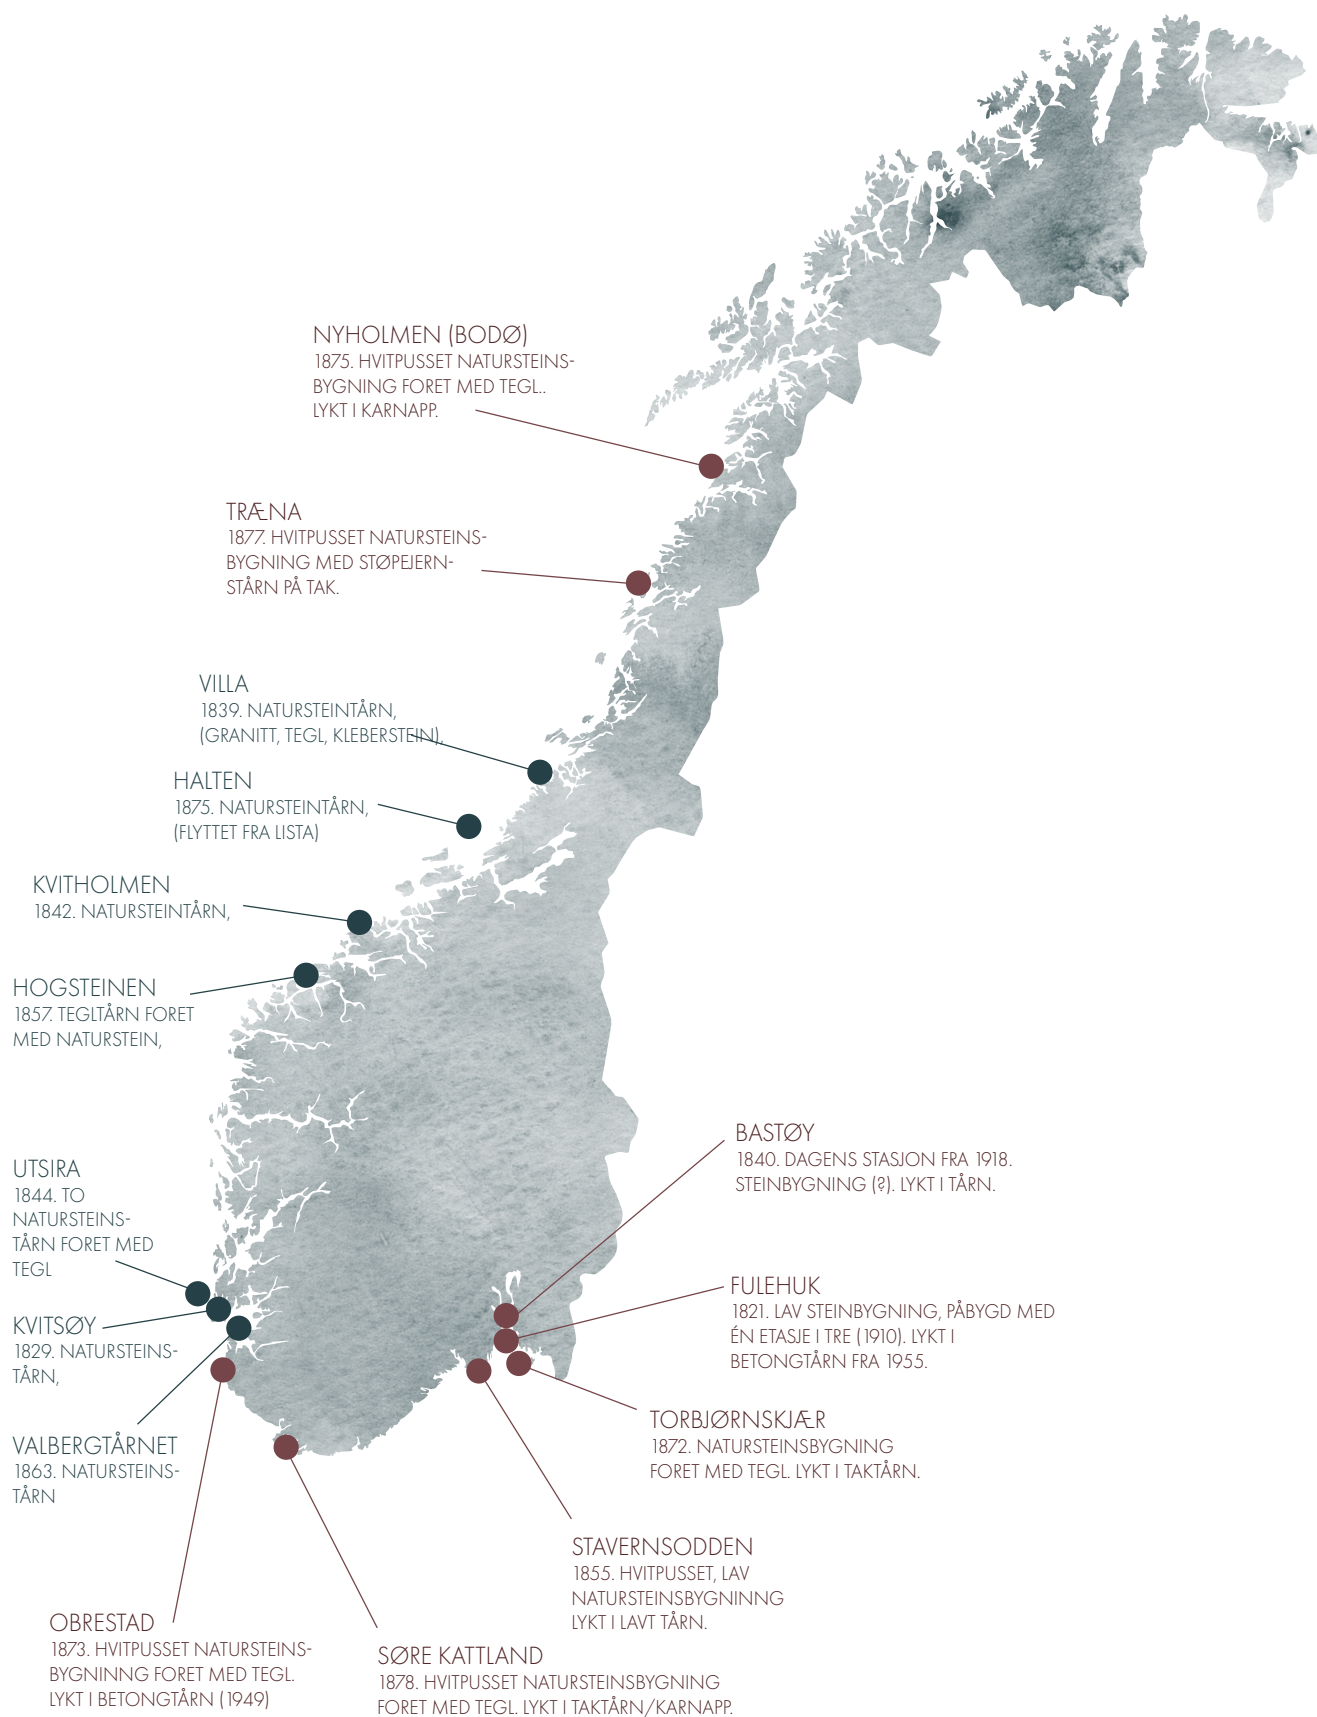 NYHOLMEN (BODØ)
1875. HVITPUSSET NATURSTEINS-
BYGNING FORET MED TEGL..
LYKT I KARNAPP.
TRÆNA
1877. HVITPUSSET NATURSTEINS-
BYGNING MED STØPEJERN-
STÅRN PÅ TAK.
VILLA
1839. NATURSTEINTÅRN,
(GRANITT, TEGL, KLEBERSTEIN),
HALTEN
1875. NATURSTEINTÅRN,
(FLYTTET FRA LISTA)
KVITHOLMEN
1842. NATURSTEINTÅRN,
HOGSTEINEN
1857. TEGLTÅRN FORET
MED NATURSTEIN,
UTSIRA
1844. TO
NATURSTEINS-
TÅRN FORET MED
TEGL
KVITSØY
1829. NATURSTEINS-
TÅRN,
VALBERGTÅRNET
1863. NATURSTEINS-
TÅRN
OBRESTAD
1873. HVITPUSSET NATURSTEINS-
BYGNINNG FORET MED TEGL.
LYKT I BETONGTÅRN (1949)
SØRE KATTLAND
1878. HVITPUSSET NATURSTEINSBYGNING
FORET MED TEGL. LYKT I TAKTÅRN/KARNAPP.
STAVERNSODDEN
1855. HVITPUSSET, LAV
NATURSTEINSBYGNINNG
LYKT I LAVT TÅRN.
TORBJØRNSKJÆR
1872. NATURSTEINSBYGNING
FORET MED TEGL. LYKT I TAKTÅRN.
FULEHUK
1821. LAV STEINBYGNING, PÅBYGD MED
ÉN ETASJE I TRE (1910). LYKT I
BETONGTÅRN FRA 1955.
BASTØY
1840. DAGENS STASJON FRA 1918.
STEINBYGNING (?). LYKT I TÅRN.